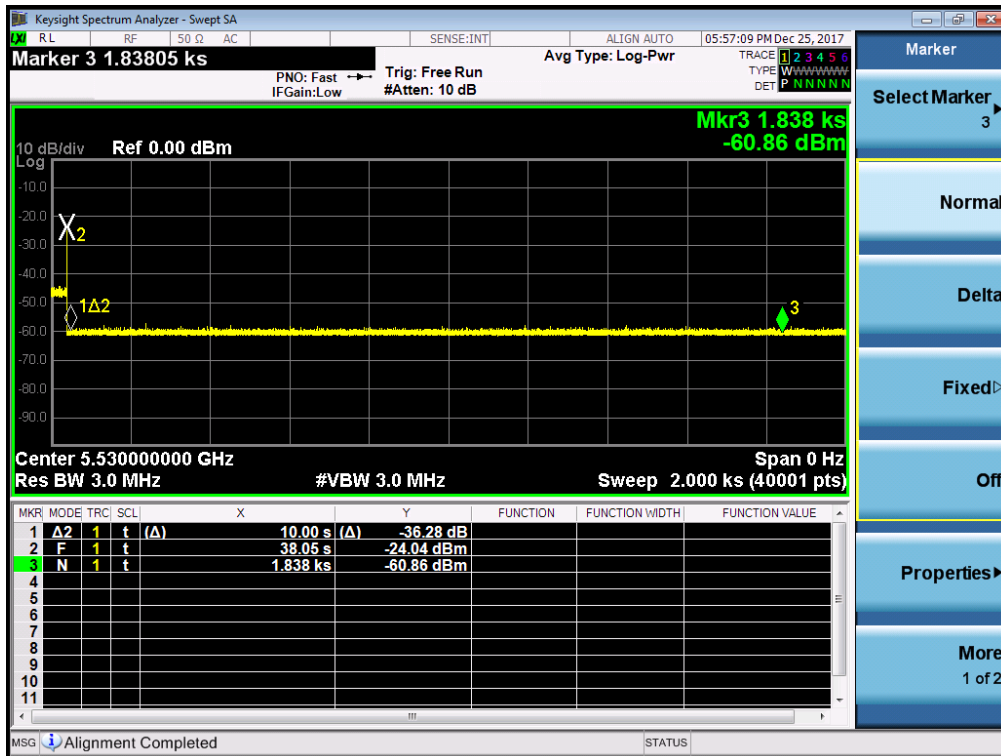 Keysight Spectrum Analyzer - Swept SA
LXI RL RF 50 Ω AC SENSE:INT ALIGN AUTO 05:57:09 PM Dec 25, 2017
Marker 3 1.83805 ks
PNO: Fast
IFGain:Low
Trig: Free Run
#Atten: 10 dB
Avg Type: Log-Pwr
TRACE 1 2 3 4 5 6
TYPE WWWWWW
DET P N N N N N
Mkr3 1.838 ks
-60.86 dBm
10 dB/div Ref 0.00 dBm
Log
-10.0
-20.0
-30.0
-40.0
-50.0
-60.0
-70.0
-80.0
-90.0
2
1Δ2
3
Center 5.530000000 GHz Span 0 Hz
Res BW 3.0 MHz #VBW 3.0 MHz Sweep 2.000 ks (40001 pts)
MKR MODE TRC SCL X Y FUNCTION FUNCTION WIDTH FUNCTION VALUE
1 Δ2 1 t (Δ) 10.00 s (Δ) -36.28 dB
2 F 1 t 38.05 s -24.04 dBm
3 N 1 t 1.838 ks -60.86 dBm
4
5
6
7
8
9
10
11
MSG Alignment Completed STATUS
Marker
Select Marker
3
Normal
Delta
Fixed
Off
Properties
More
1 of 2